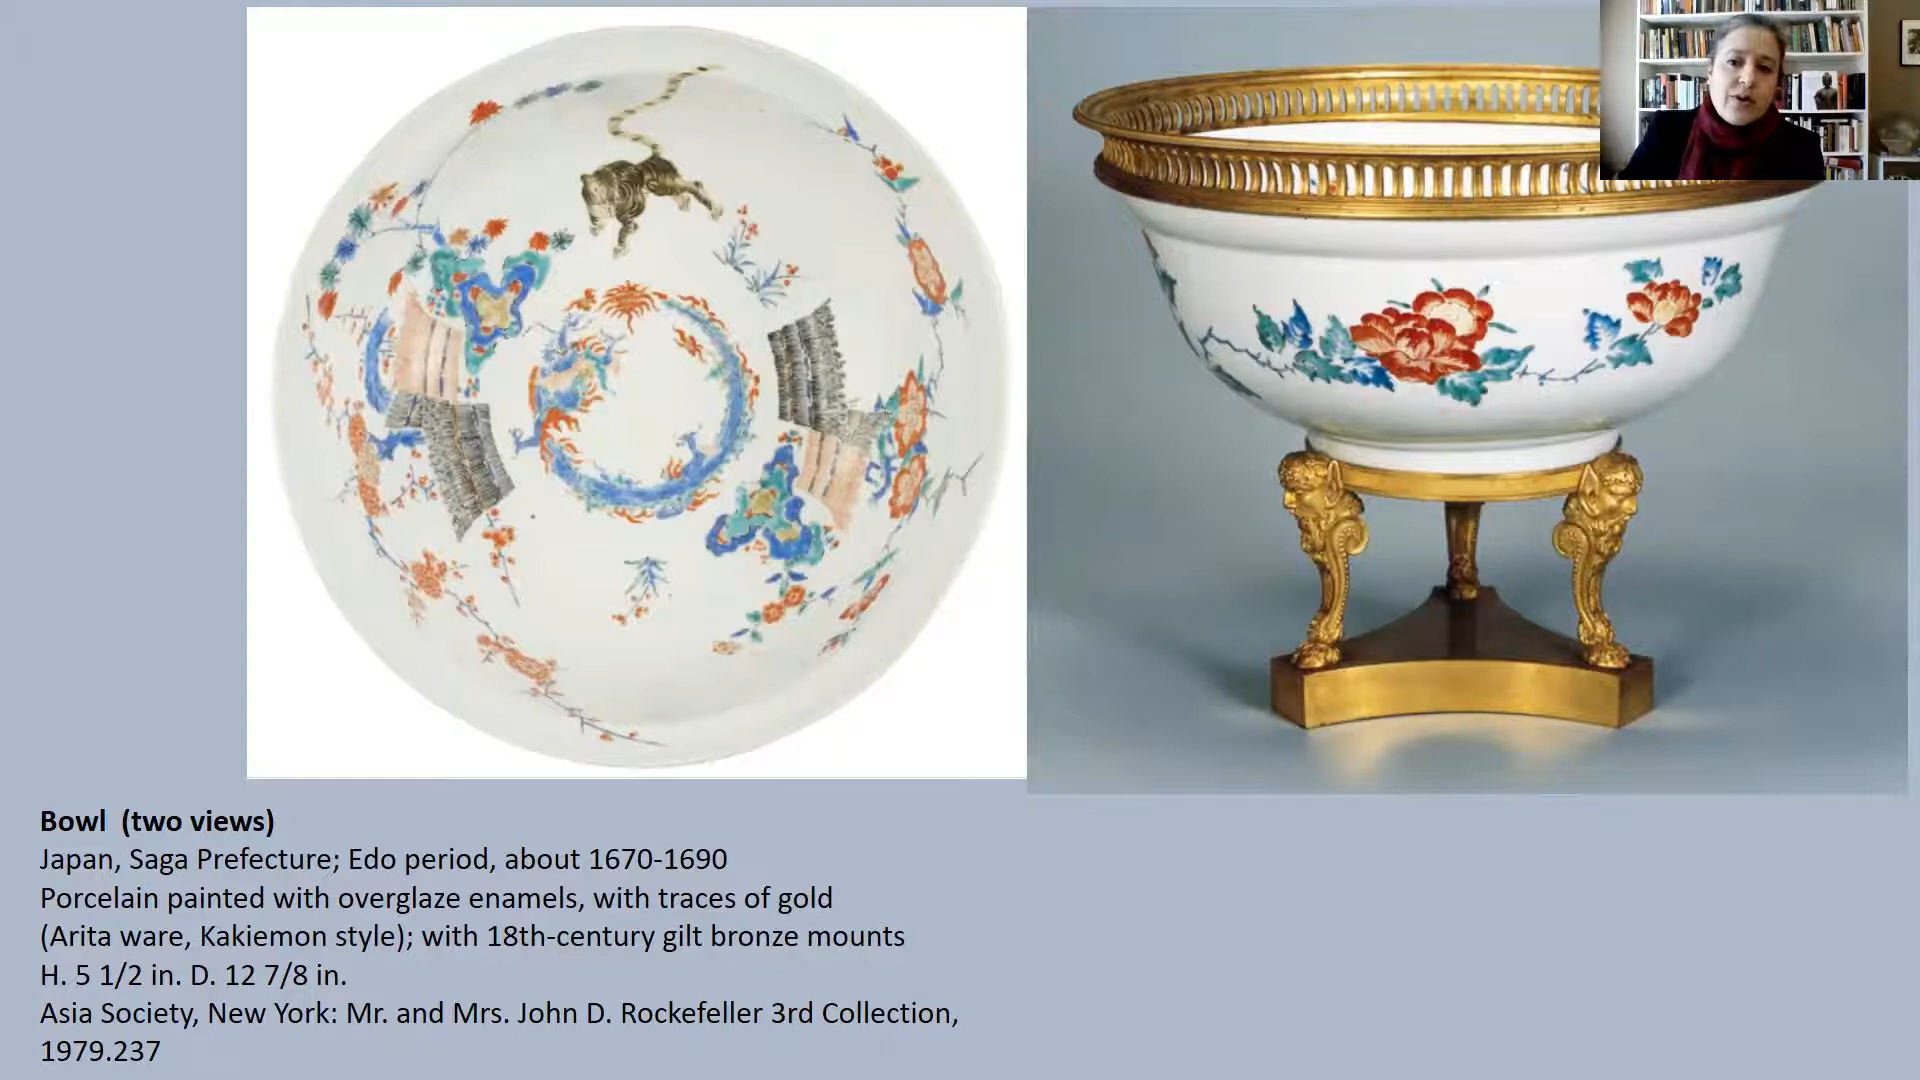 Bowl  (two views)
Japan, Saga Prefecture; Edo period, about 1670-1690
Porcelain painted with overglaze enamels, with traces of gold
(Arita ware, Kakiemon style); with 18th-century gilt bronze mounts
H. 5 1/2 in. D. 12 7/8 in.
Asia Society, New York: Mr. and Mrs. John D. Rockefeller 3rd Collection,
1979.237